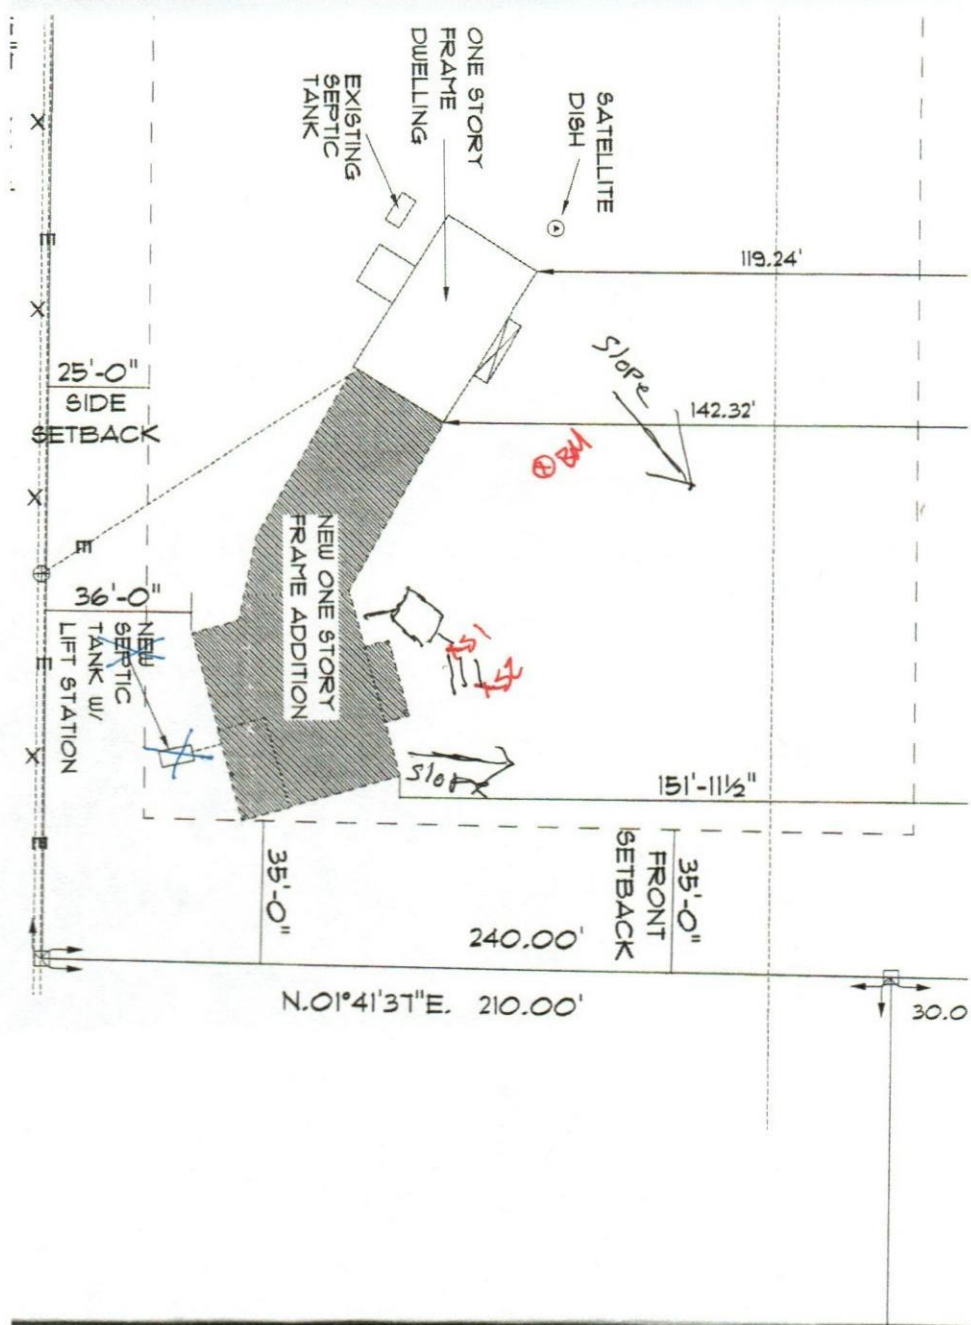 ONE STORY
FRAME
DWELLING
SATELLITE
DISH
EXISTING
SEPTIC
TANK
X
E
119.24'
X
Slope
25'-0"
SIDE
SETBACK
142.32'
BM
X
E
NEW ONE STORY
FRAME ADDITION
36'-0"
NEW
SEPTIC
TANK W/
LIFT STATION
E
TS1
TS2
X
Slope
151'-11½"
E
35'-0"
35'-0"
FRONT
SETBACK
240.00'
N.01°41'37"E. 210.00'
30.0